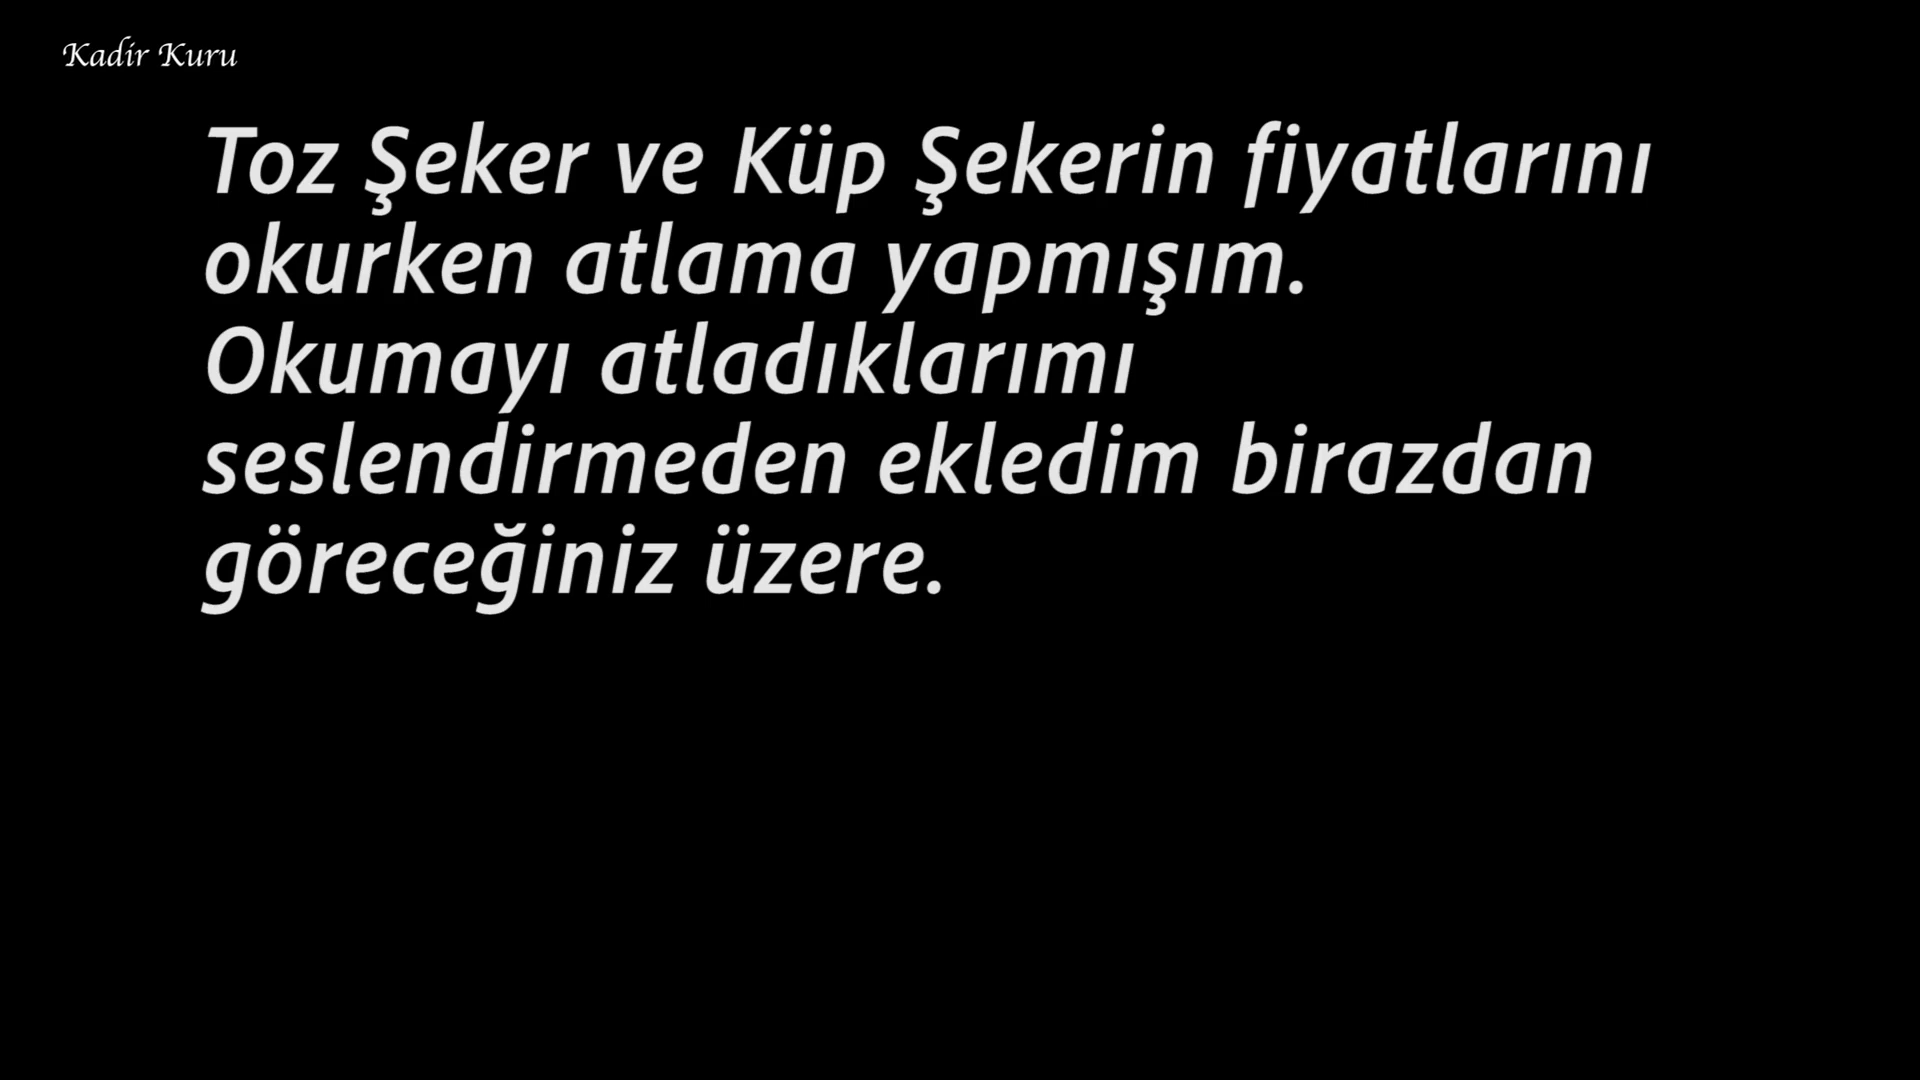 Kadir Kuru
Toz Şeker ve Küp Şekerin fiyatlarını
okurken atlama yapmışım.
Okumayı atladıklarımı
seslendirmeden ekledim birazdan
göreceğiniz üzere.